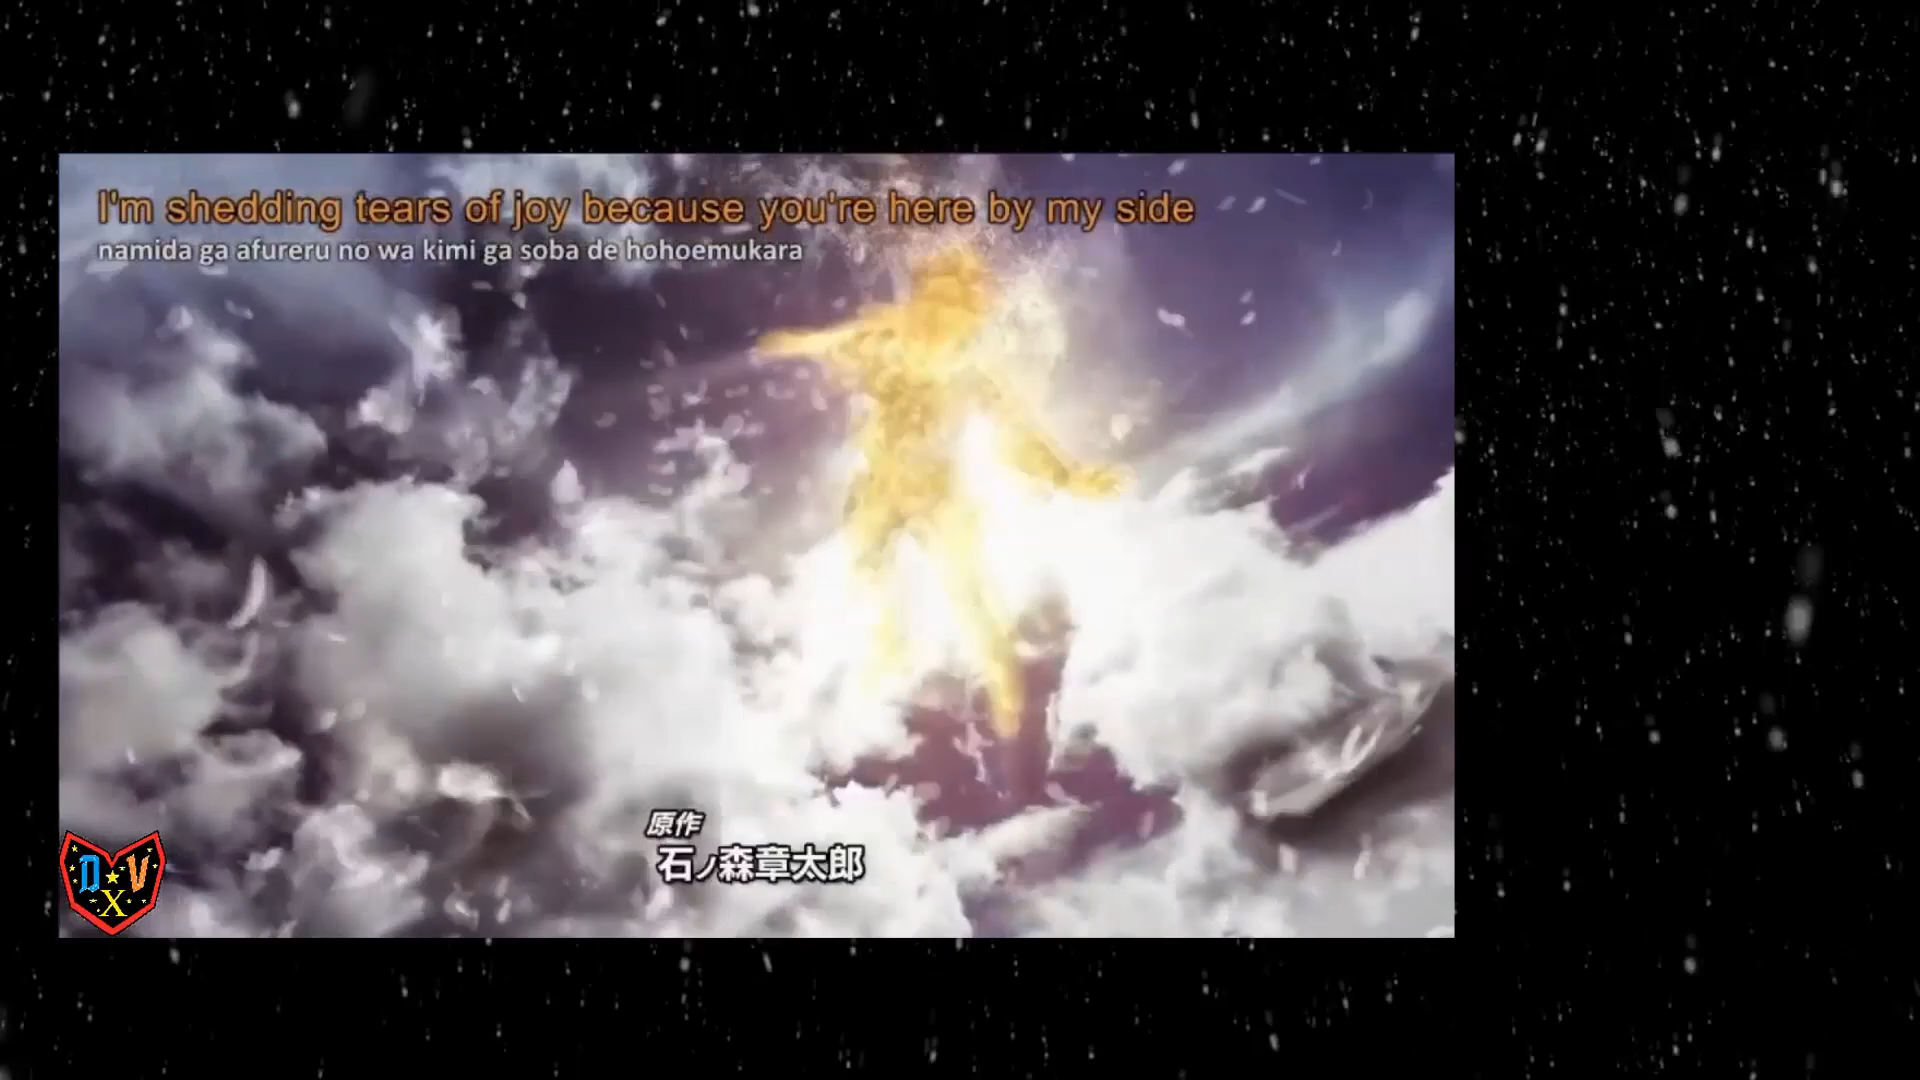 I'm shedding tears of joy because you're here by my side
namida ga afureru no wa kimi ga soba de hohoemukara
原作
石ノ森章太郎
D V
X